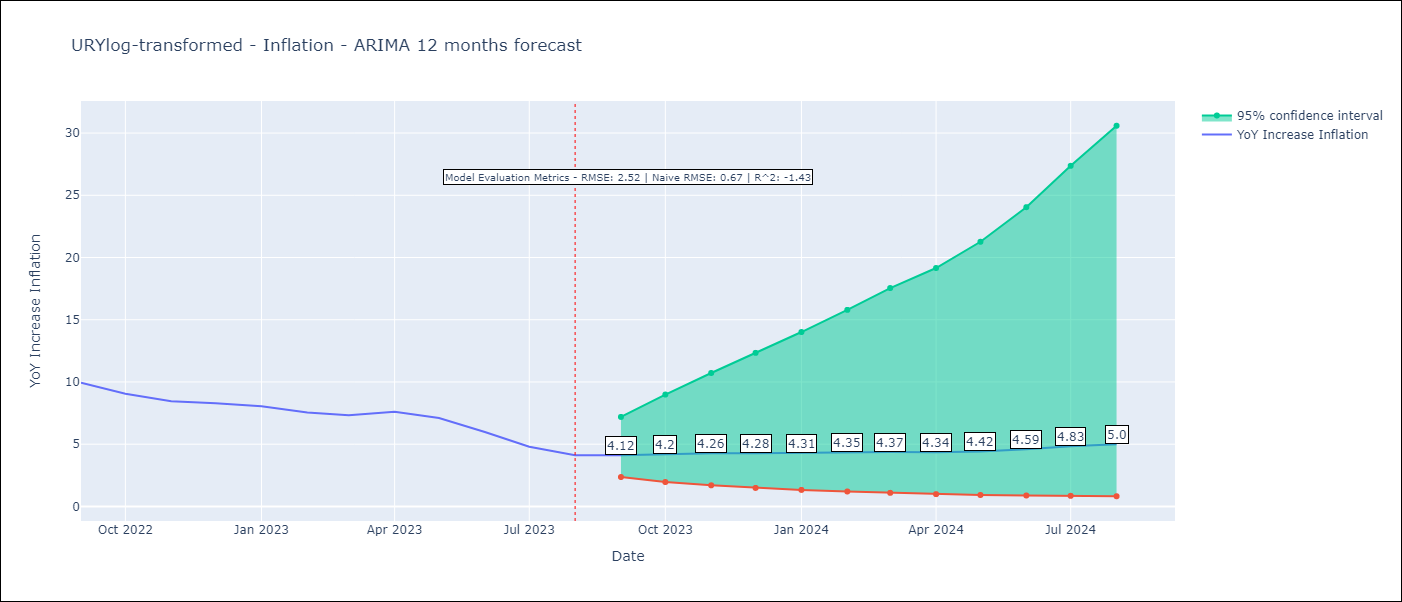 URYlog-transformed - Inflation - ARIMA 12 months forecast
95% confidence interval
YoY Increase Inflation
Model Evaluation Metrics - RMSE: 2.52 | Naive RMSE: 0.67 | R^2: -1.43
YoY Increase Inflation
30
25
20
15
10
5
0
4.12
4.2
4.26
4.28
4.31
4.35
4.37
4.34
4.42
4.59
4.83
5.0
Oct 2022
Jan 2023
Apr 2023
Jul 2023
Oct 2023
Jan 2024
Apr 2024
Jul 2024
Date